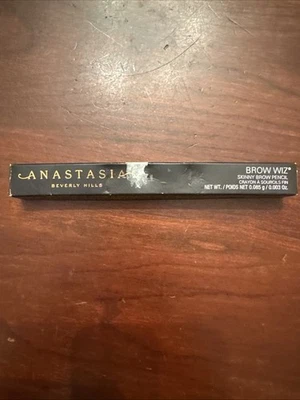 ANASTASIA
BEVERLY HILLS
BROW WIZ®
SKINNY BROW PENCIL
CRAYON À SOURCILS FIN
NET WT. / POIDS NET 0.085 g / 0.003 Oz.